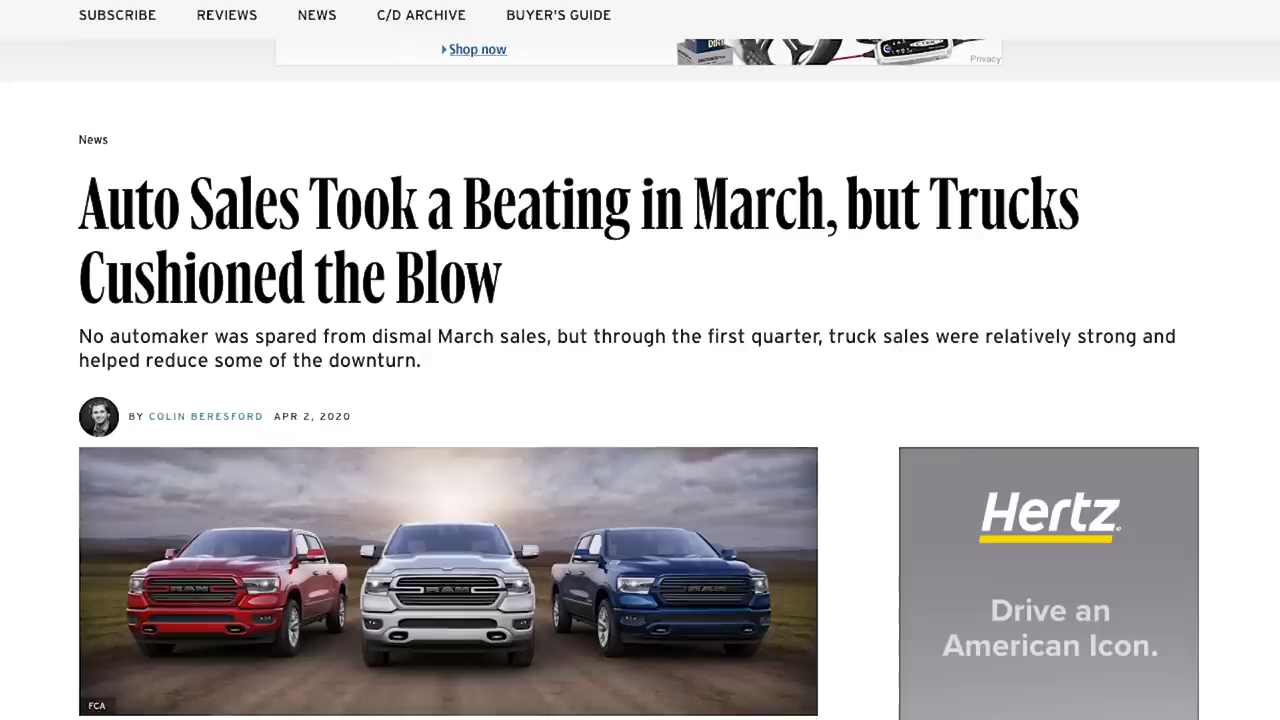 SUBSCRIBE REVIEWS NEWS C/D ARCHIVE BUYER'S GUIDE
Shop now
Privacy
News
Auto Sales Took a Beating in March, but Trucks
Cushioned the Blow
No automaker was spared from dismal March sales, but through the first quarter, truck sales were relatively strong and
helped reduce some of the downturn.
BY COLIN BERESFORD APR 2, 2020
RAM RAM RAM
FCA
Hertz
Drive an
American Icon.